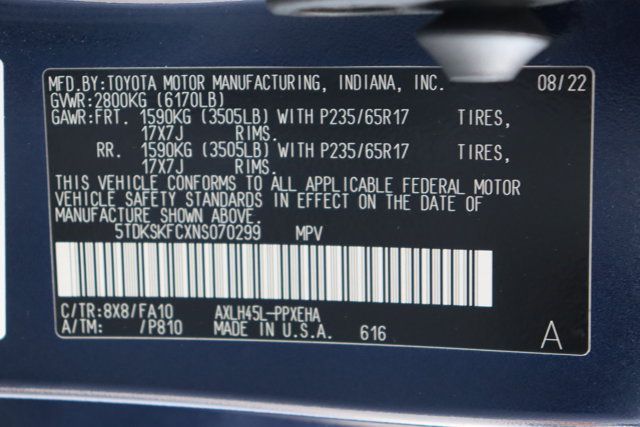 MFD.BY:TOYOTA MOTOR MANUFACTURING, INDIANA, INC. 08/22
GVWR:2800KG (6170LB)
GAWR:FRT. 1590KG (3505LB) WITH P235/65R17 TIRES,
17X7J RIMS.
RR. 1590KG (3505LB) WITH P235/65R17 TIRES,
17X7J RIMS.
THIS VEHICLE CONFORMS TO ALL APPLICABLE FEDERAL MOTOR
VEHICLE SAFETY STANDARDS IN EFFECT ON THE DATE OF
MANUFACTURE SHOWN ABOVE.
5TDKSKFCXNS070299 MPV
C/TR:8X8/FA10 AXLH45L-PPXEHA
A/TM: /P810 MADE IN U.S.A. 616 A